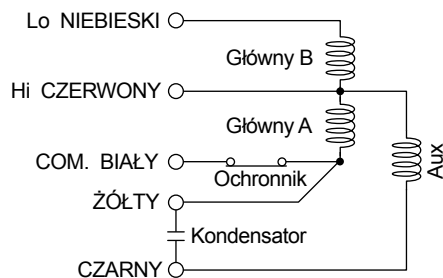 Lo NIEBIESKI
Główny B
Hi CZERWONY
Główny A
COM. BIAŁY
Ochronnik
Aux
ŻÓŁTY
Kondensator
CZARNY